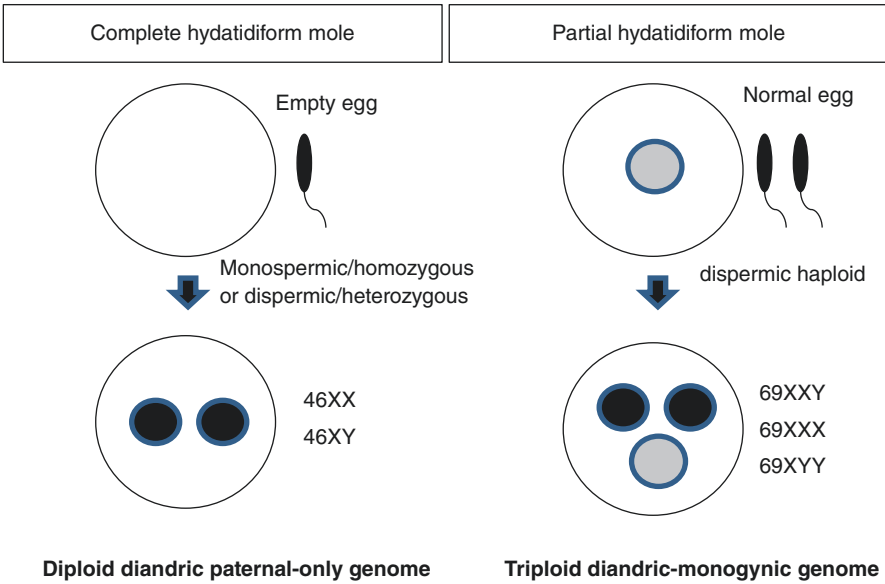 Complete hydatidiform mole
Empty egg
Monospermic/homozygous
or dispermic/heterozygous
46XX
46XY
Diploid diandric paternal-only genome
Partial hydatidiform mole
Normal egg
dispermic haploid
69XXY
69XXX
69XYY
Triploid diandric-monogynic genome